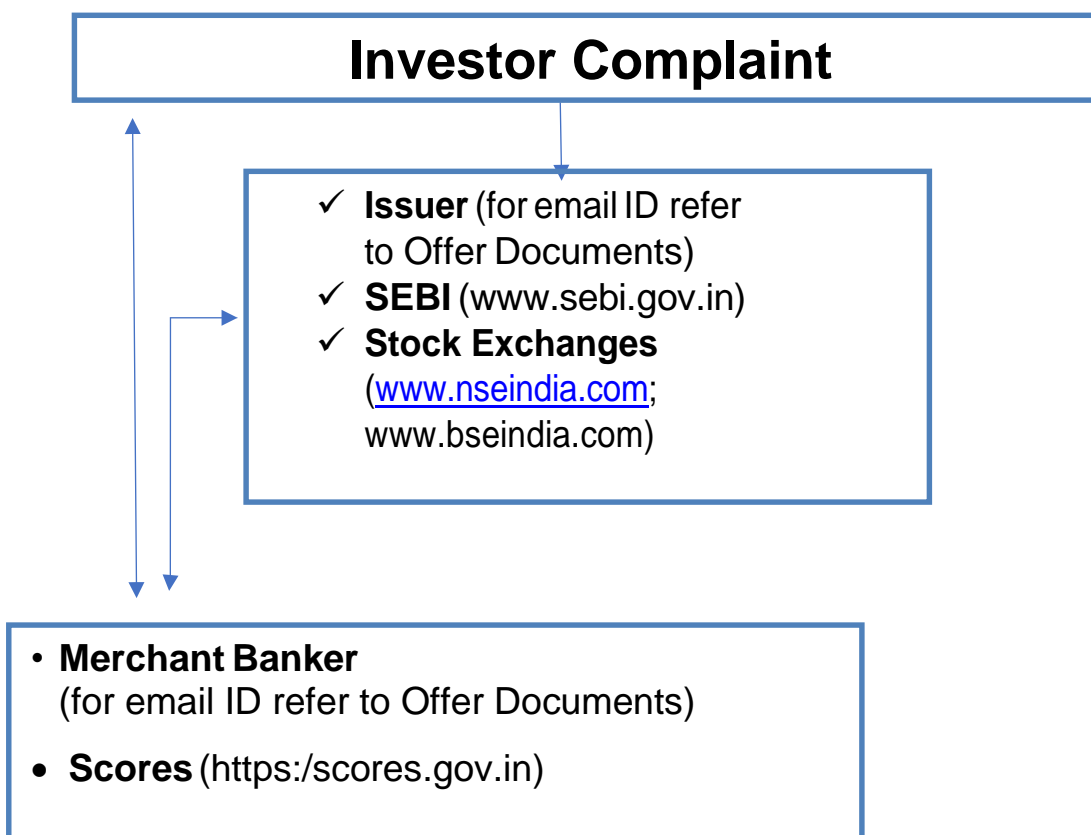 Investor Complaint
✓ Issuer (for email ID refer
to Offer Documents)
✓ SEBI (www.sebi.gov.in)
✓ Stock Exchanges
(www.nseindia.com;
www.bseindia.com)
• Merchant Banker
(for email ID refer to Offer Documents)
• Scores (https:/scores.gov.in)